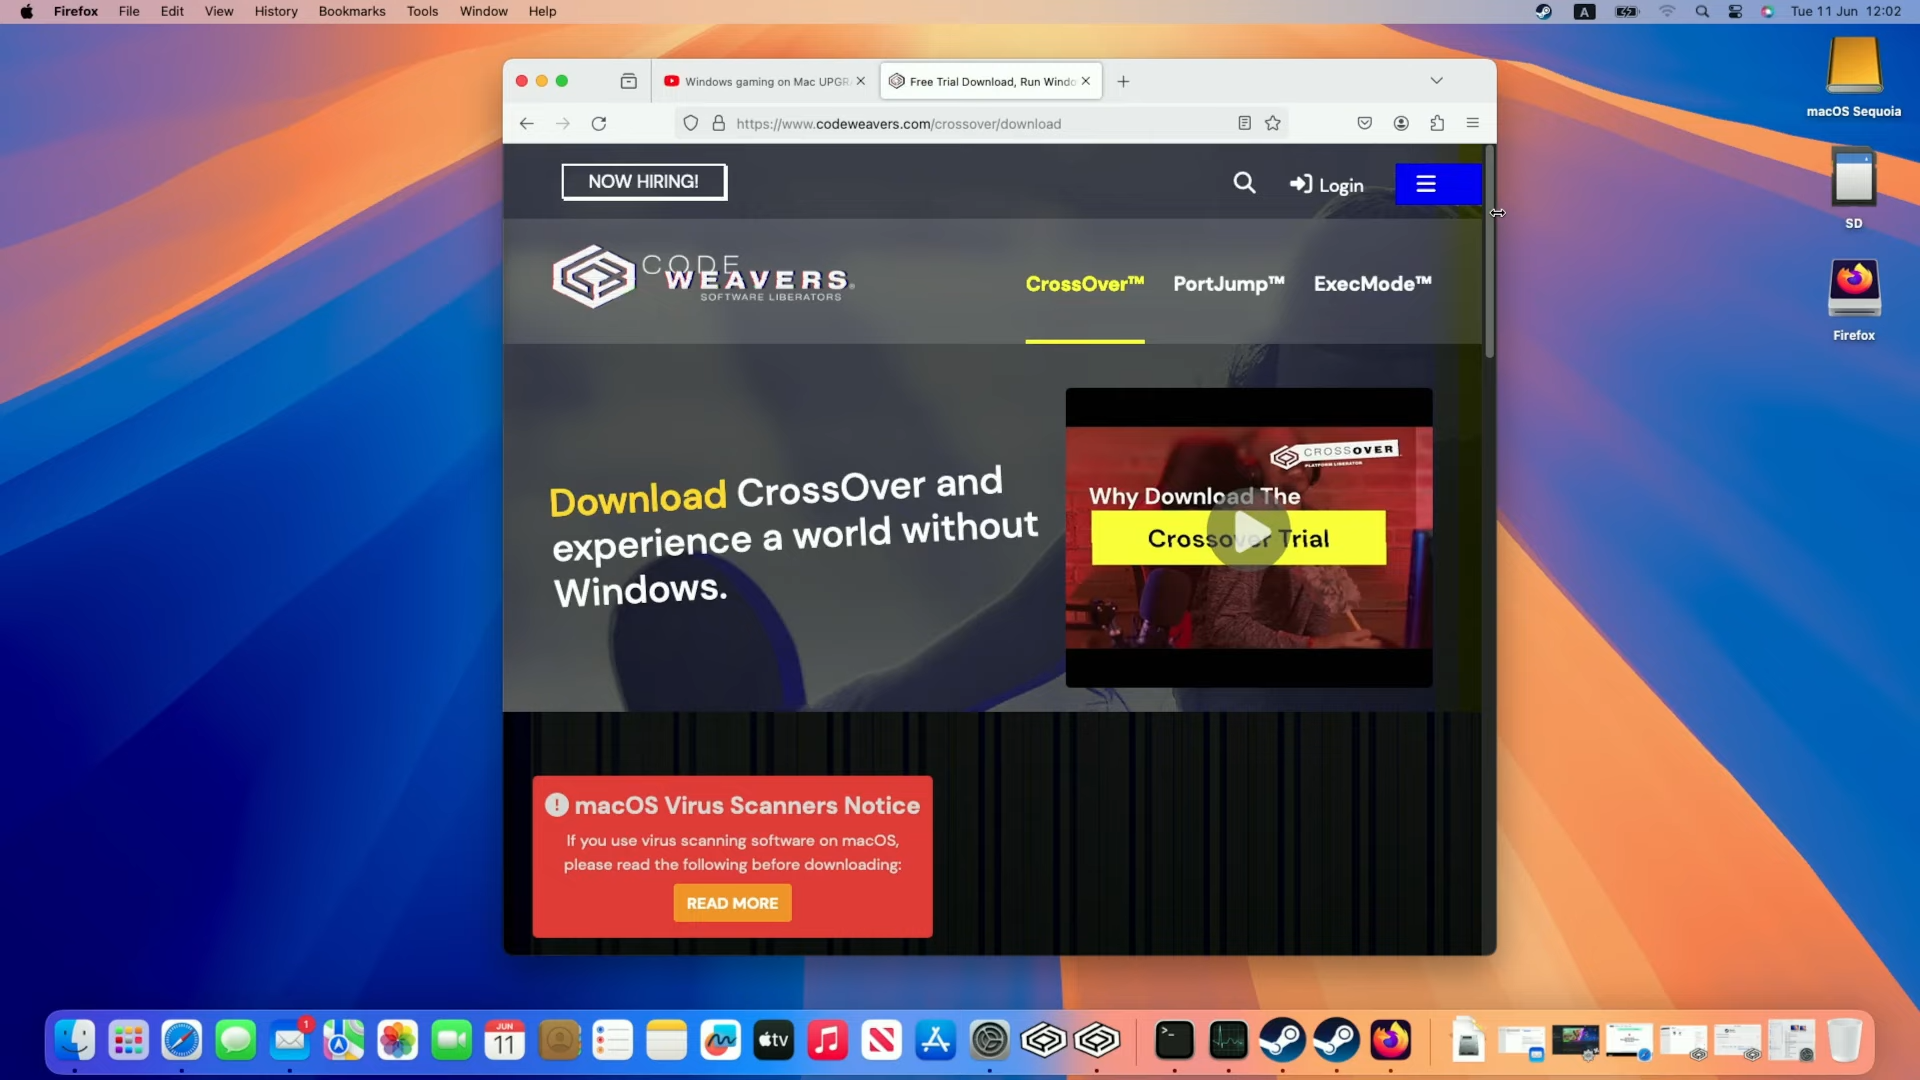 Firefox File Edit View History Bookmarks Tools Window Help
A
Tue 11 Jun 12:02
Windows gaming on Mac UPGR
Free Trial Download, Run Windo
https://www.codeweavers.com/crossover/download
NOW HIRING!
Login
CODE
WEAVERS
SOFTWARE LIBERATORS
CrossOver™ PortJump™ ExecMode™
Download CrossOver and
experience a world without
Windows.
CROSSOVER
PLATFORM LIBERATOR
Why Download The
Crossover Trial
! macOS Virus Scanners Notice
If you use virus scanning software on macOS,
please read the following before downloading:
READ MORE
macOS Sequoia
SD
Firefox
1
JUN
11
tv
>_